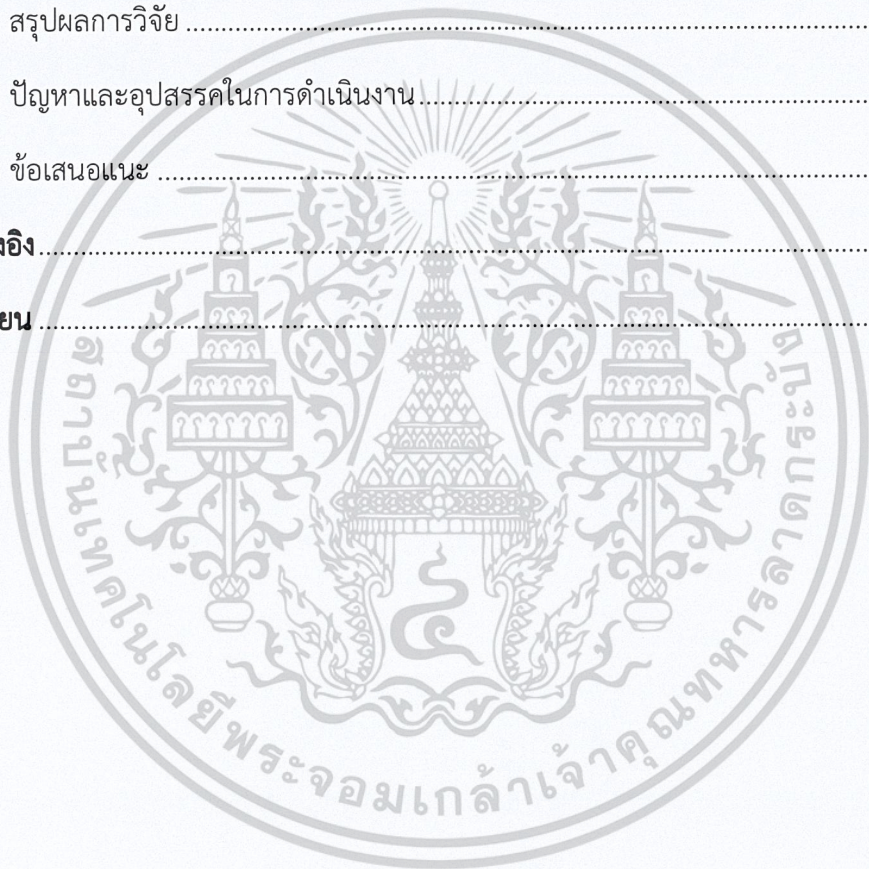 สรุปผลการวิจัย ................................................................
ปัญหาและอุปสรรคในการดำเนินงาน ................................................................
ข้อเสนอแนะ ................................................................
งอิง ................................................................
ยน ................................................................
สถาบันเทคโนโลยีพระจอมเกล้าเจ้าคุณทหารลาดกระบัง
๔